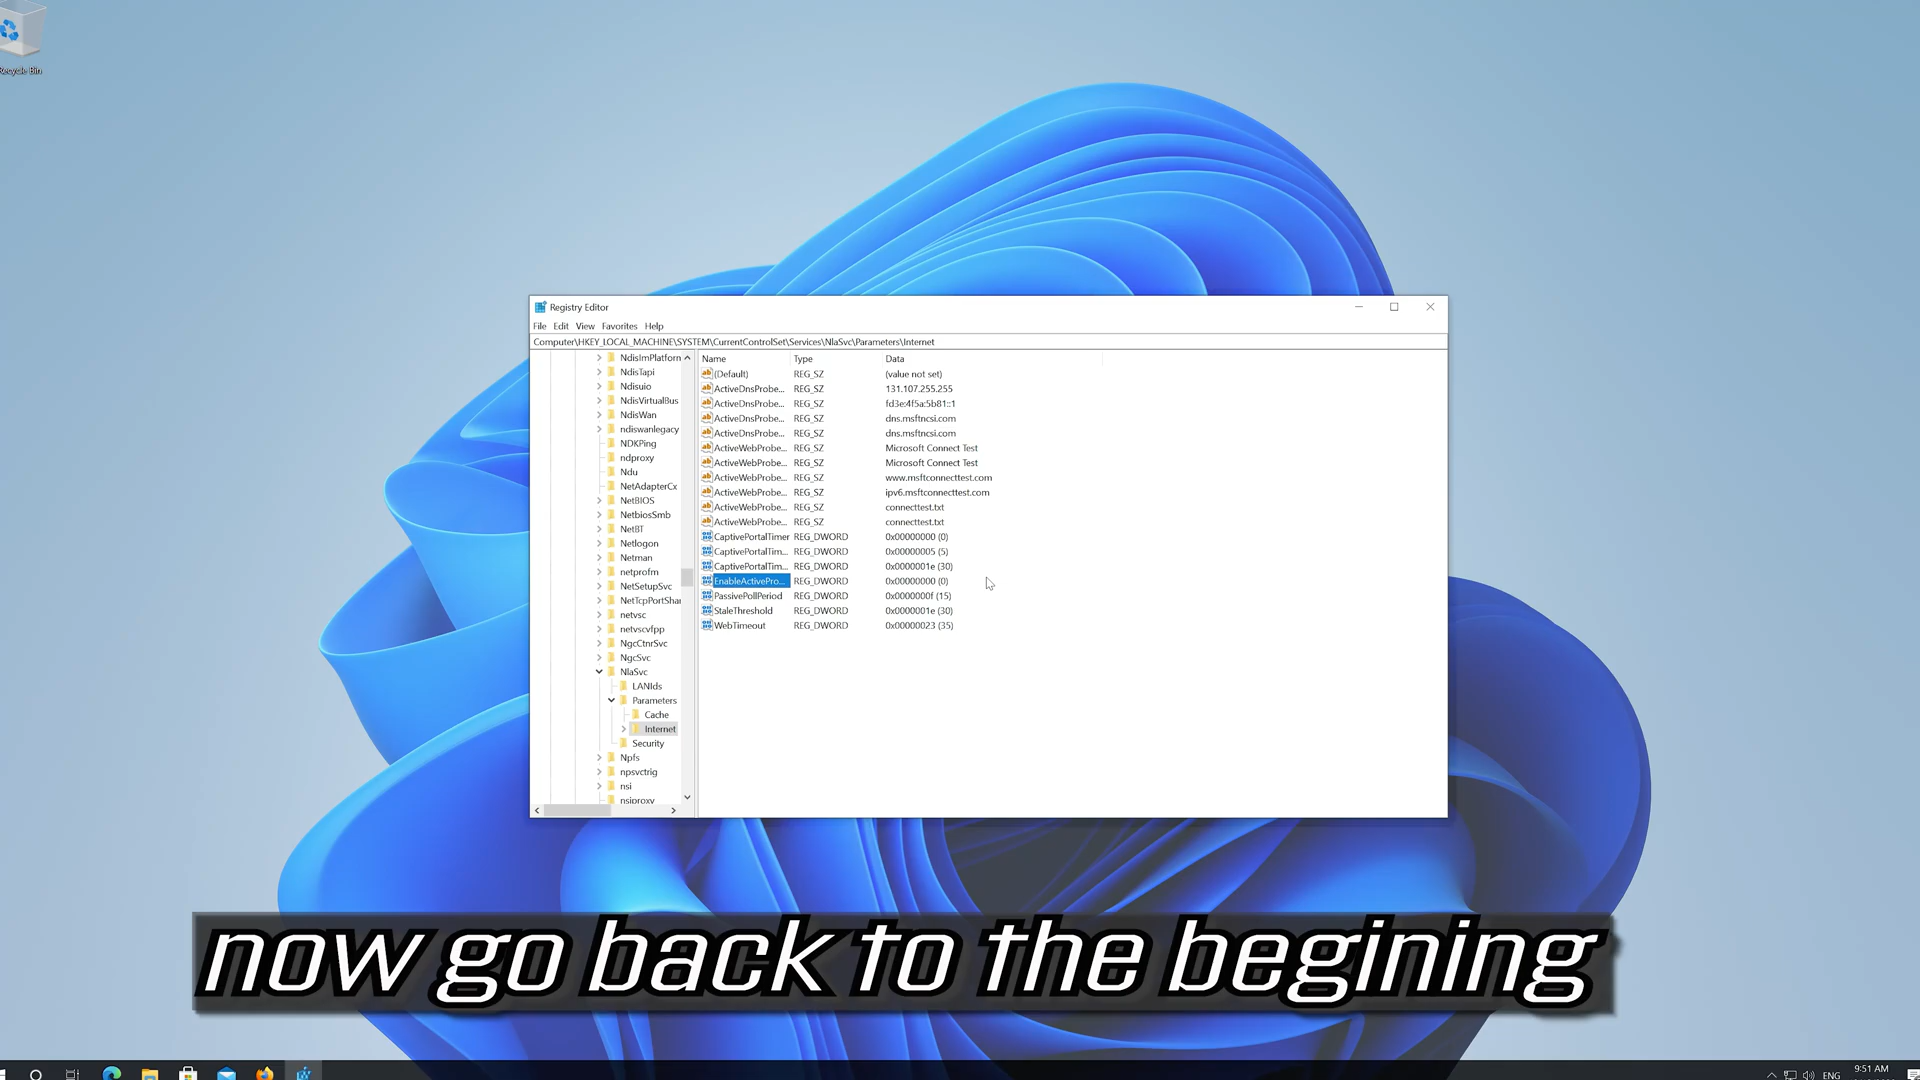 Recycle Bin
Registry Editor
File Edit View Favorites Help
Computer\HKEY_LOCAL_MACHINE\SYSTEM\CurrentControlSet\Services\NlaSvc\Parameters\Internet
NdisImPlatform
NdisTapi
Ndisuio
NdisVirtualBus
NdisWan
ndiswanlegacy
NDKPing
ndproxy
Ndu
NetAdapterCx
NetBIOS
NetbiosSmb
NetBT
Netlogon
Netman
netprofm
NetSetupSvc
NetTcpPortShar
netvsc
netvscvfpp
NgcCtnrSvc
NgcSvc
NlaSvc
LANIds
Parameters
Cache
Internet
Security
Npfs
npsvctrig
nsi
nsiproxy
Name Type Data
(Default) REG_SZ (value not set)
ActiveDnsProbe... REG_SZ 131.107.255.255
ActiveDnsProbe... REG_SZ fd3e:4f5a:5b81::1
ActiveDnsProbe... REG_SZ dns.msftncsi.com
ActiveDnsProbe... REG_SZ dns.msftncsi.com
ActiveWebProbe... REG_SZ Microsoft Connect Test
ActiveWebProbe... REG_SZ Microsoft Connect Test
ActiveWebProbe... REG_SZ www.msftconnecttest.com
ActiveWebProbe... REG_SZ ipv6.msftconnecttest.com
ActiveWebProbe... REG_SZ connecttest.txt
ActiveWebProbe... REG_SZ connecttest.txt
CaptivePortalTimer REG_DWORD 0x00000000 (0)
CaptivePortalTim... REG_DWORD 0x00000005 (5)
CaptivePortalTim... REG_DWORD 0x0000001e (30)
EnableActivePro... REG_DWORD 0x00000000 (0)
PassivePollPeriod REG_DWORD 0x0000000f (15)
StaleThreshold REG_DWORD 0x0000001e (30)
WebTimeout REG_DWORD 0x00000023 (35)
now go back to the begining
ENG 9:51 AM